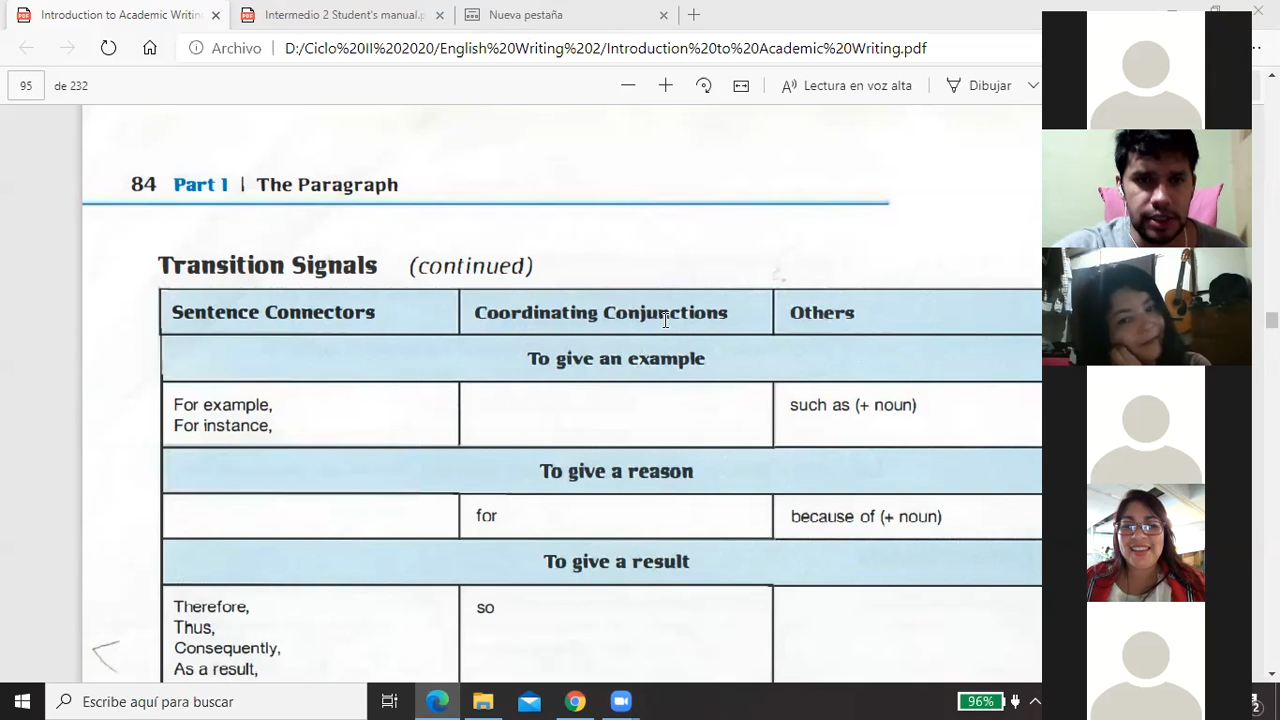 Introduction to Academic Writin
Intermedio 2 Student's manual.p
Nueva pestaña
Archivo
D:/Ciclo%20II%202020/English%20Writing%202/Introduction%20to%20Academic%20Writing.pdf
95 de 232
Lectura en voz alta
Dibujar
84 Part 1 | The Paragraph
Transition Signals (continued)
Sentence Connectors
Coordinating Conjunctions
Others
To give an example
For example,
For instance,
such as (+ noun)
To give a reason
for
because of (+ noun)
To give a result
Therefore,
Thus,
Consequently,
As a result,
so
Escribe aquí para buscar
96%